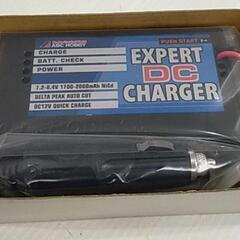 ABC HOBBY
PUSH START
CHARGE
BATT. CHECK
POWER
EXPERT
DC
CHARGER
7.2-8.4V 1700-2000mAh NiCd
DELTA PEAK AUTO CUT
DC12V QUICK CHARGE